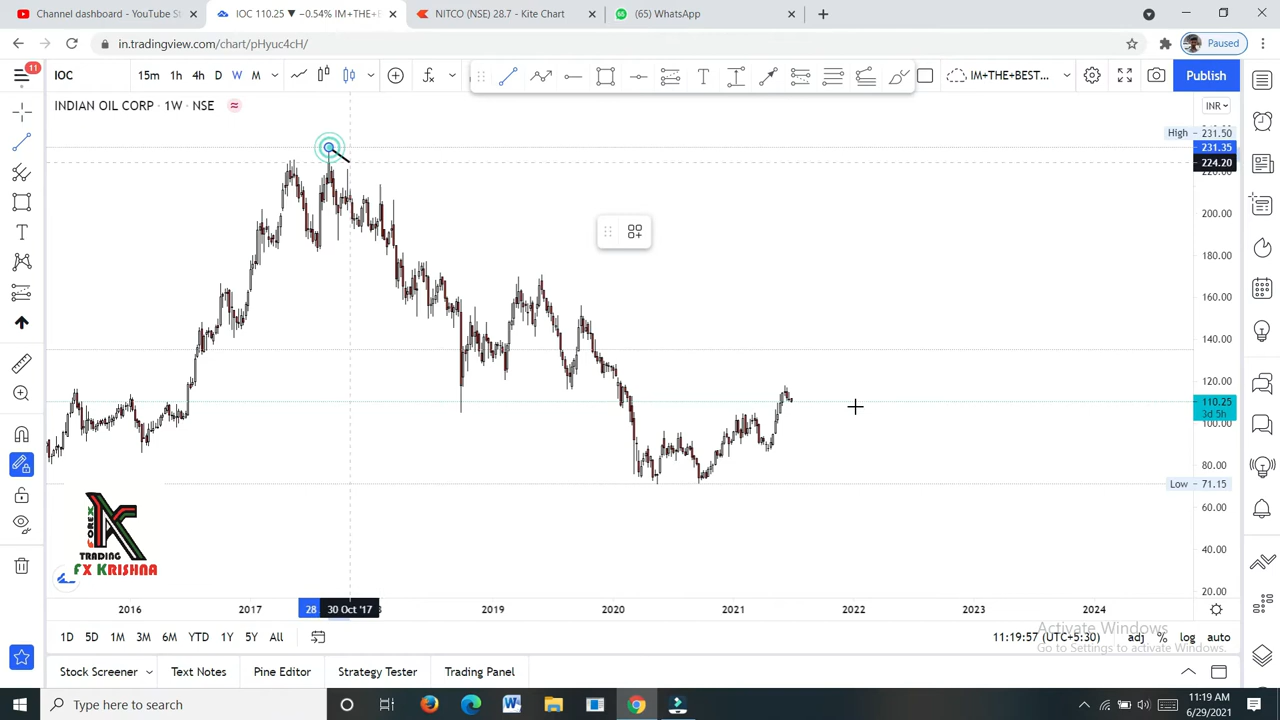 Channel dashboard - YouTube St
IOC 110.25 ▼ −0.54% IM+THE+B
NITCO (NSE) 28.7 - Kite Chart
(65) WhatsApp
in.tradingview.com/chart/pHyuc4cH/
Paused
11
IOC
15m 1h 4h D W M
IM+THE+BEST...
Publish
INDIAN OIL CORP · 1W · NSE
INR
High 231.50
231.35
224.20
200.00
180.00
160.00
140.00
120.00
110.25
3d 5h
100.00
80.00
Low 71.15
60.00
40.00
20.00
FOREX
TRADING
FX KRISHNA
2016 2017 28 30 Oct '17 2019 2020 2021 2022 2023 2024
1D 5D 1M 3M 6M YTD 1Y 5Y All
11:19:57 (UTC+5:30) adj % log auto
Activate Windows
Go to Settings to activate Windows.
Stock Screener Text Notes Pine Editor Strategy Tester Trading Panel
Type here to search
11:19 AM
6/29/2021